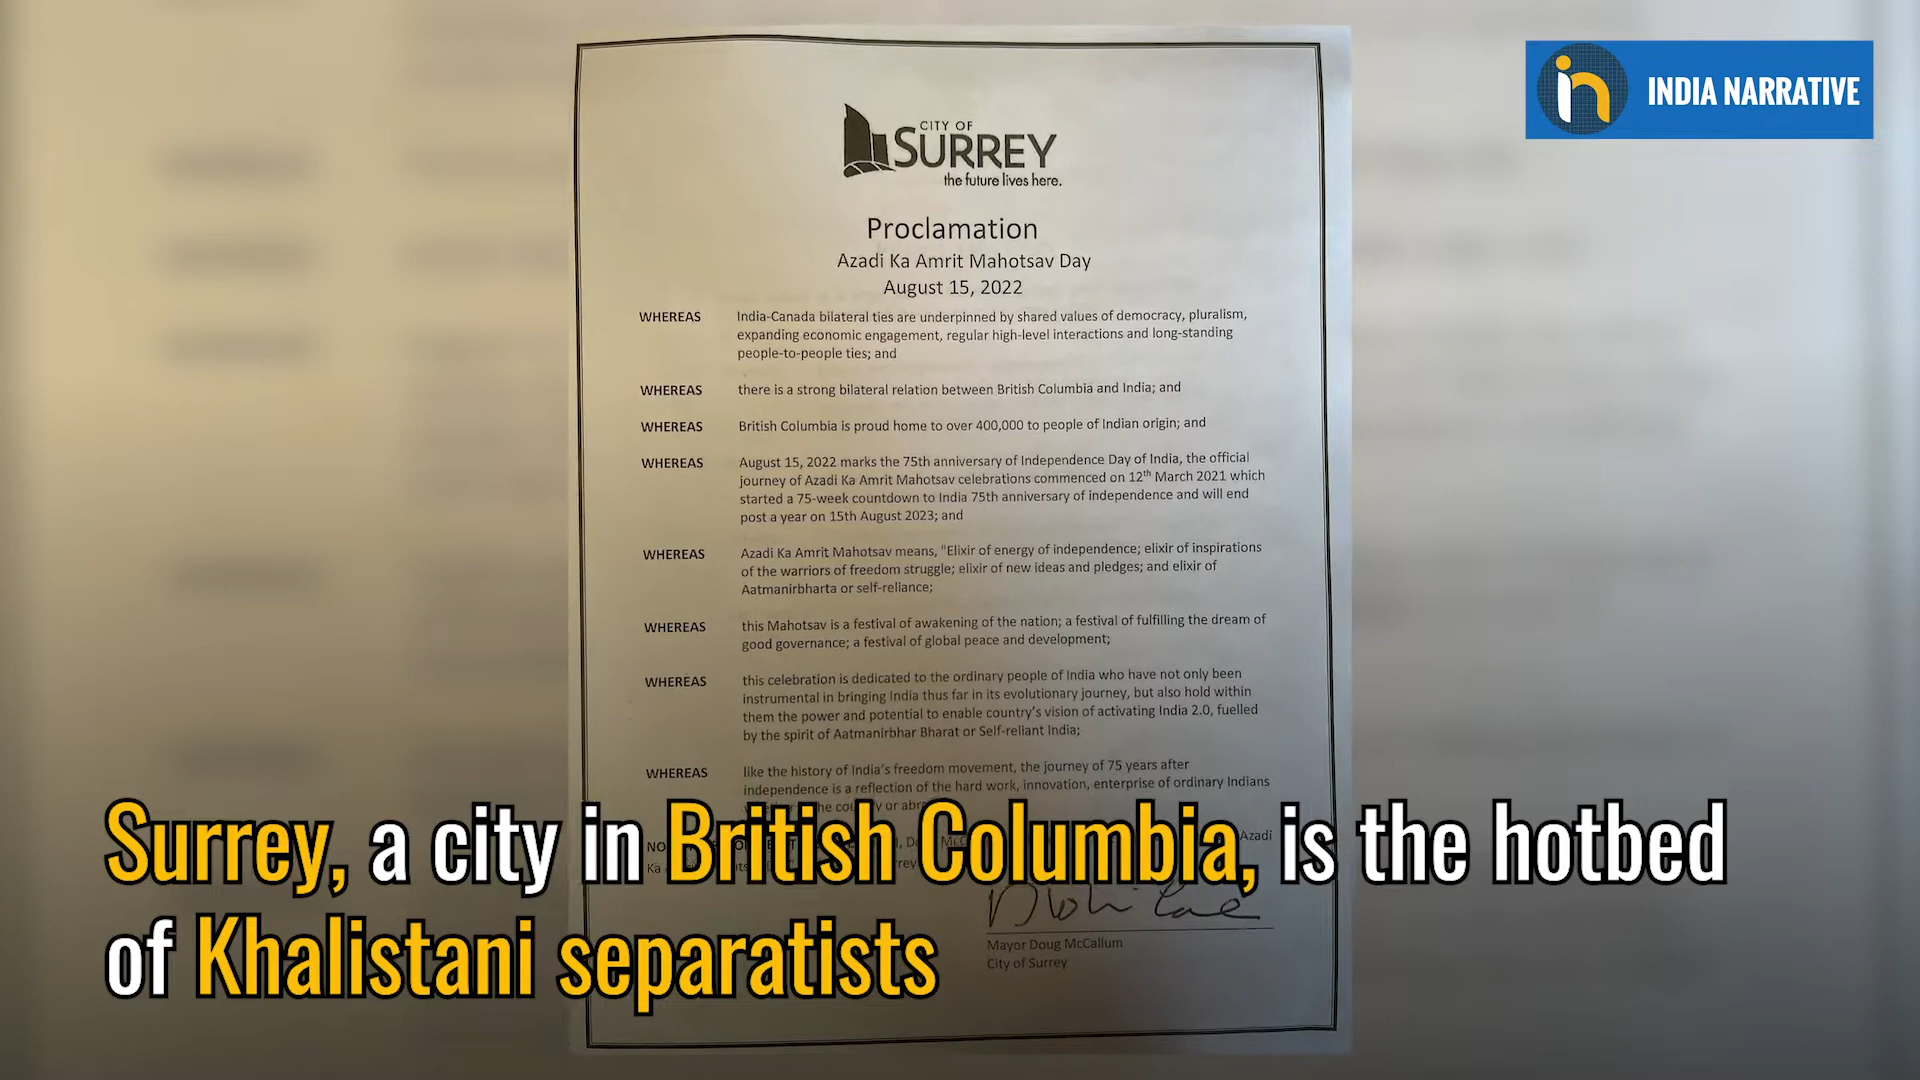 INDIA NARRATIVE
CITY OF
SURREY
the future lives here.
Proclamation
Azadi Ka Amrit Mahotsav Day
August 15, 2022
WHEREAS India-Canada bilateral ties are underpinned by shared values of democracy, pluralism,
expanding economic engagement, regular high-level interactions and long-standing
people-to-people ties; and
WHEREAS there is a strong bilateral relation between British Columbia and India; and
WHEREAS British Columbia is proud home to over 400,000 to people of Indian origin; and
WHEREAS August 15, 2022 marks the 75th anniversary of Independence Day of India, the official
journey of Azadi Ka Amrit Mahotsav celebrations commenced on 12th March 2021 which
started a 75-week countdown to India 75th anniversary of independence and will end
post a year on 15th August 2023; and
WHEREAS Azadi Ka Amrit Mahotsav means, "Elixir of energy of independence; elixir of inspirations
of the warriors of freedom struggle; elixir of new ideas and pledges; and elixir of
Aatmanirbharta or self-reliance;
WHEREAS this Mahotsav is a festival of awakening of the nation; a festival of fulfilling the dream of
good governance; a festival of global peace and development;
WHEREAS this celebration is dedicated to the ordinary people of India who have not only been
instrumental in bringing India thus far in its evolutionary journey, but also hold within
them the power and potential to enable country's vision of activating India 2.0, fuelled
by the spirit of Aatmanirbhar Bharat or Self-reliant India;
WHEREAS like the history of India's freedom movement, the journey of 75 years after
independence is a reflection of the hard work, innovation, enterprise of ordinary Indians
or
Azadi
Ka
Surrey, a city in British Columbia, is the hotbed
of Khalistani separatists
Mayor Doug McCallum
City of Surrey